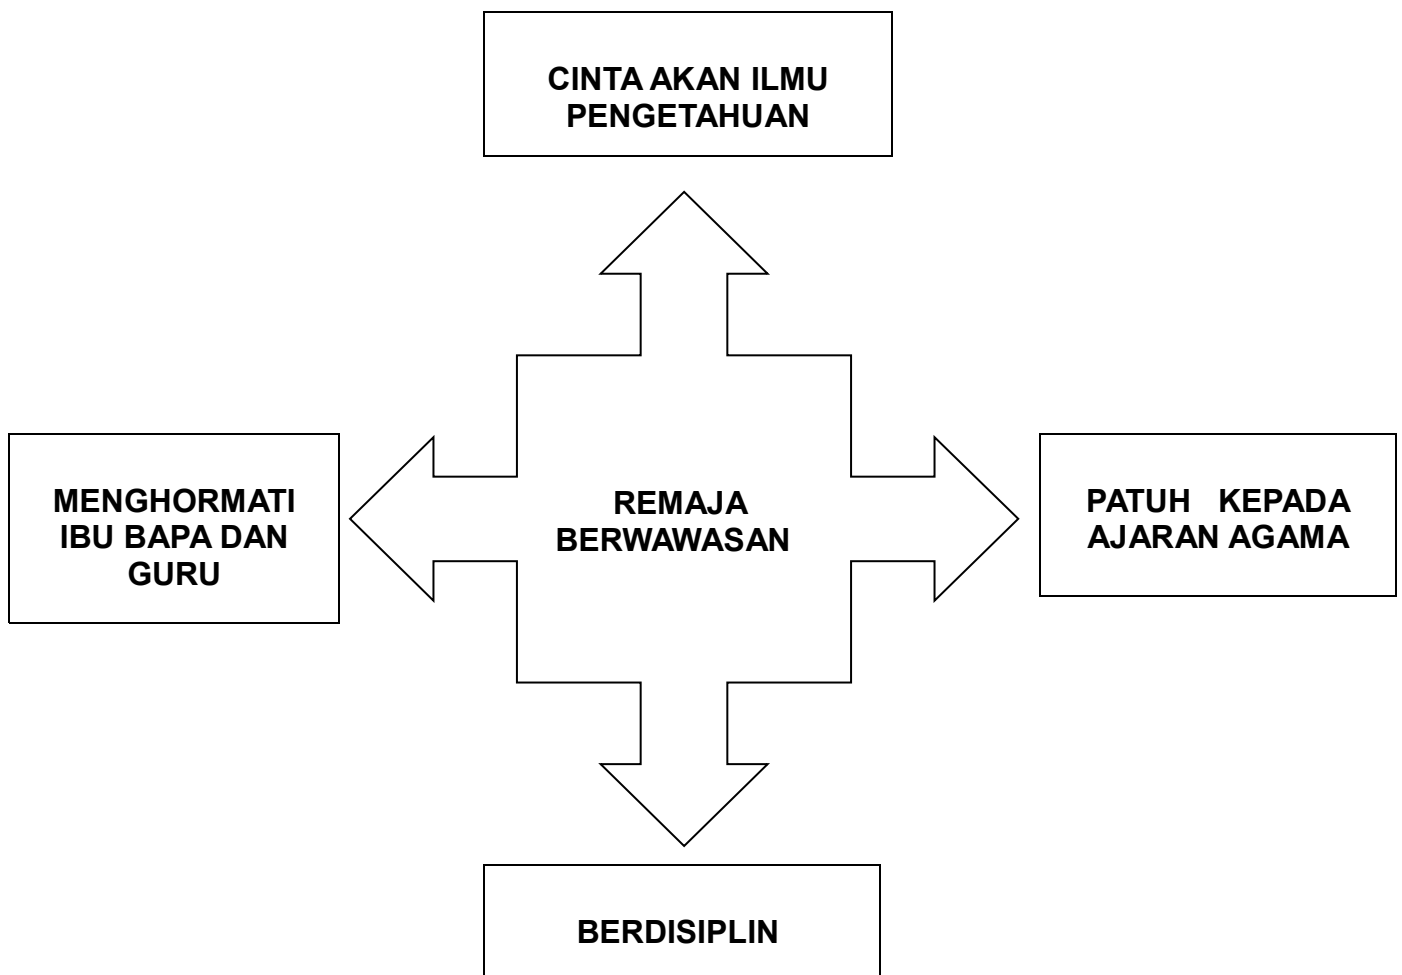 CINTA AKAN ILMU
PENGETAHUAN
MENGHORMATI
IBU BAPA DAN
GURU
REMAJA
BERWAWASAN
PATUH KEPADA
AJARAN AGAMA
BERDISIPLIN